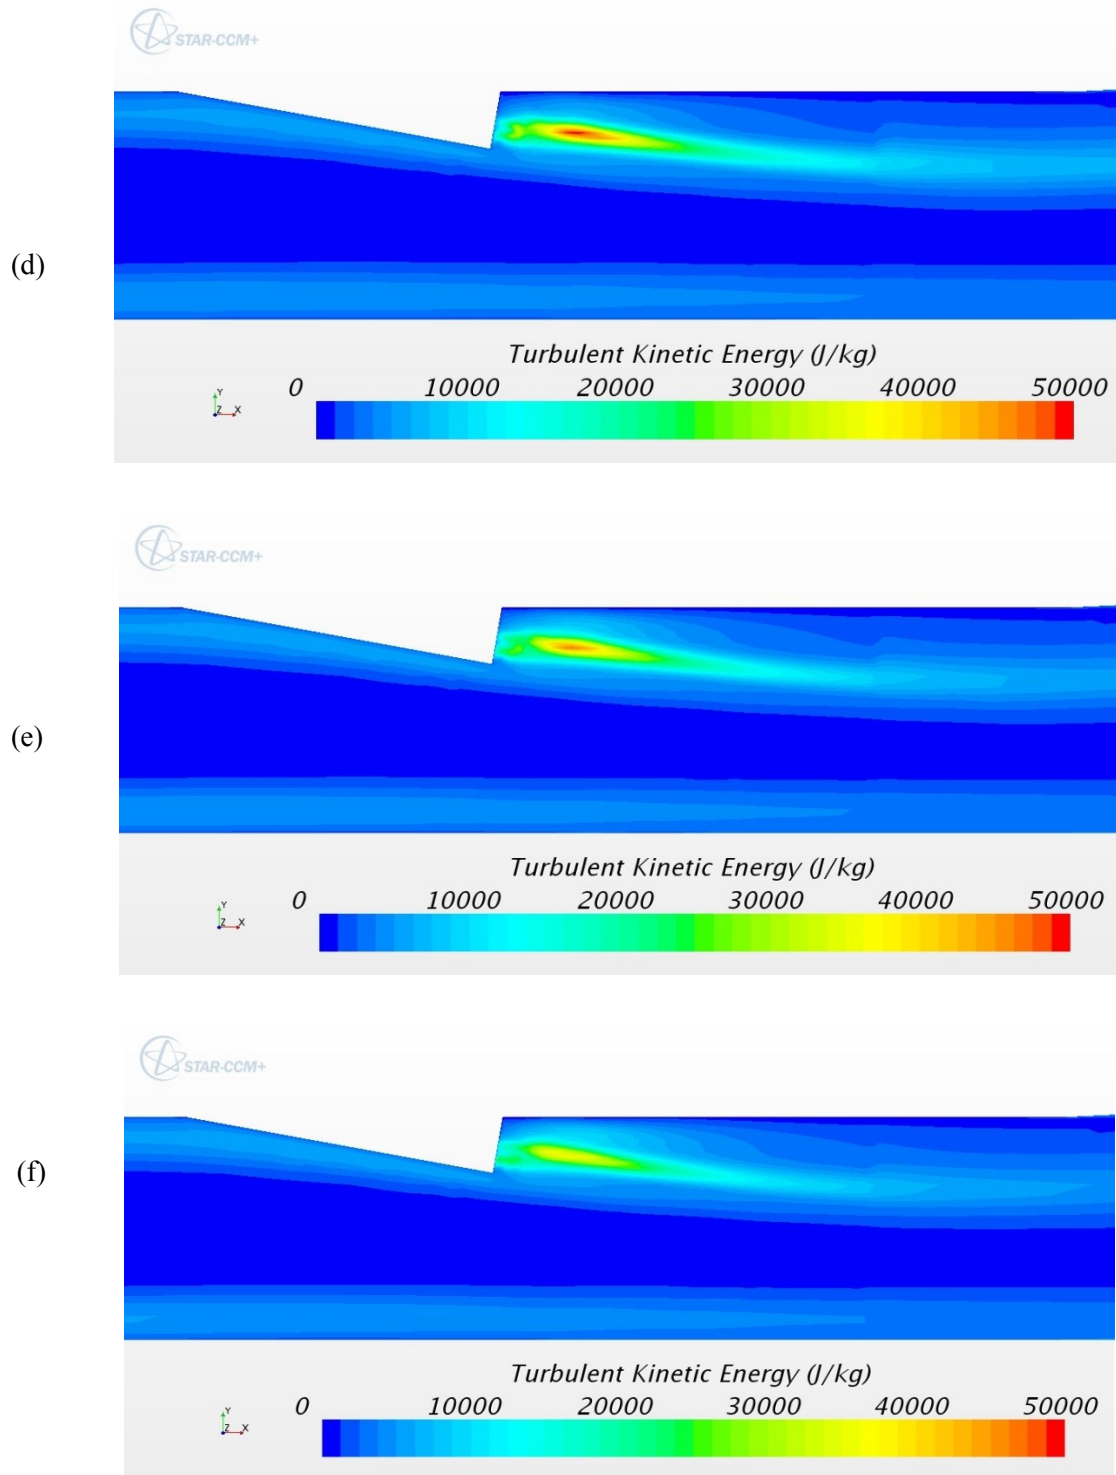 STAR-CCM+
(d)
Turbulent Kinetic Energy (J/kg)
0 10000 20000 30000 40000 50000
Y
Z X
STAR-CCM+
(e)
Turbulent Kinetic Energy (J/kg)
0 10000 20000 30000 40000 50000
Y
Z X
STAR-CCM+
(f)
Turbulent Kinetic Energy (J/kg)
0 10000 20000 30000 40000 50000
Y
Z X